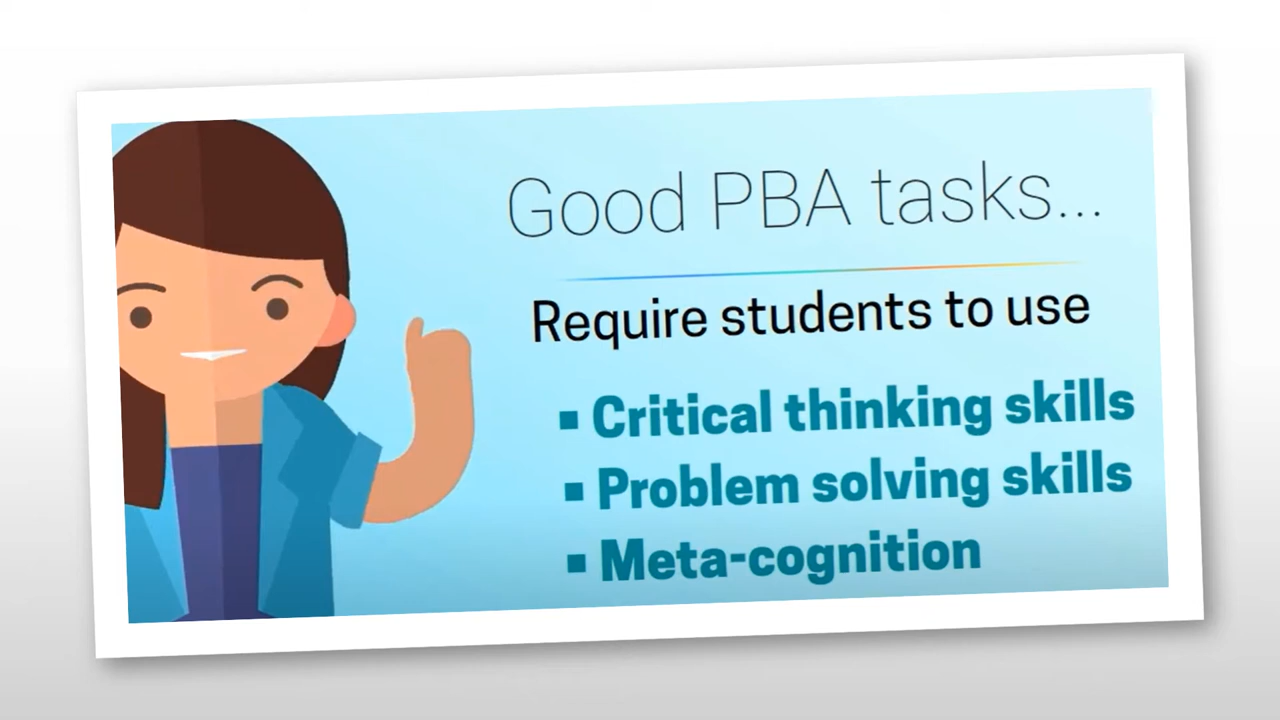 Good PBA tasks...
Require students to use
▪ Critical thinking skills
▪ Problem solving skills
▪ Meta-cognition